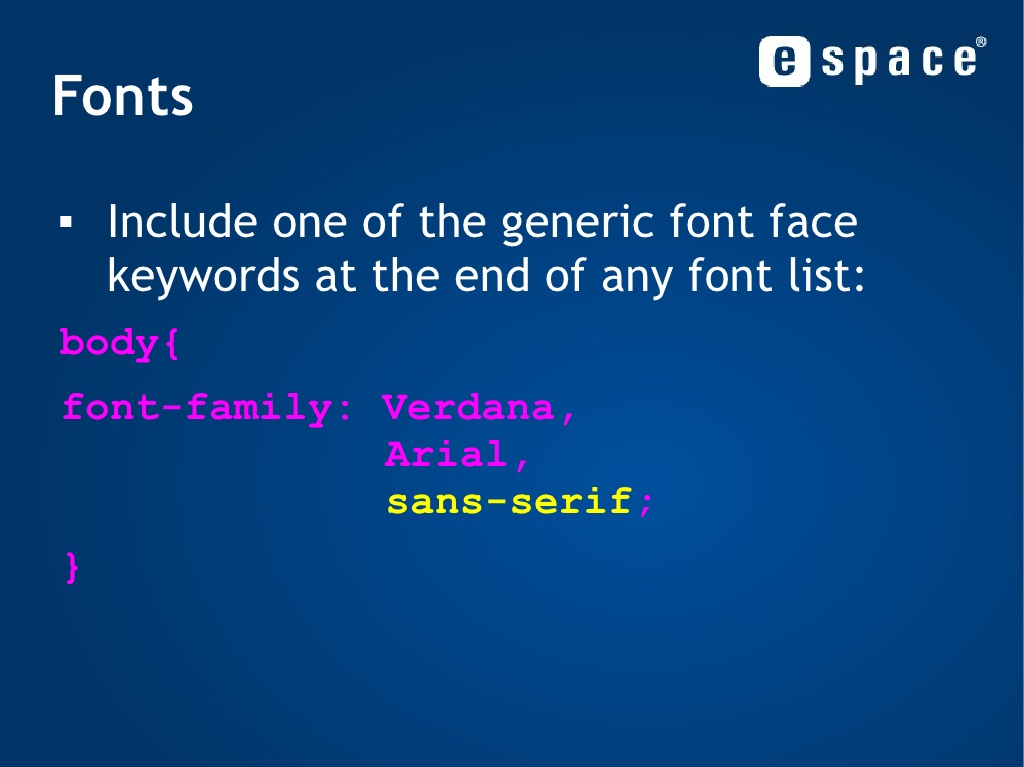 e space®
Fonts
▪ Include one of the generic font face
keywords at the end of any font list:
body{
font-family: Verdana,
Arial,
sans-serif;
}